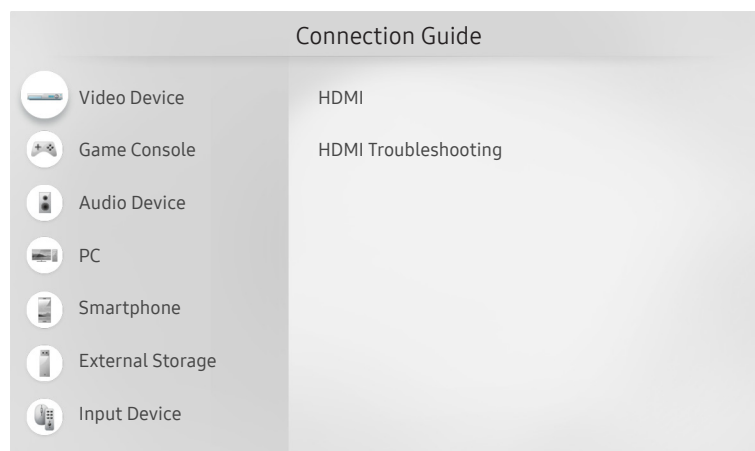 Connection Guide
Video Device
Game Console
Audio Device
PC
Smartphone
External Storage
Input Device
HDMI
HDMI Troubleshooting